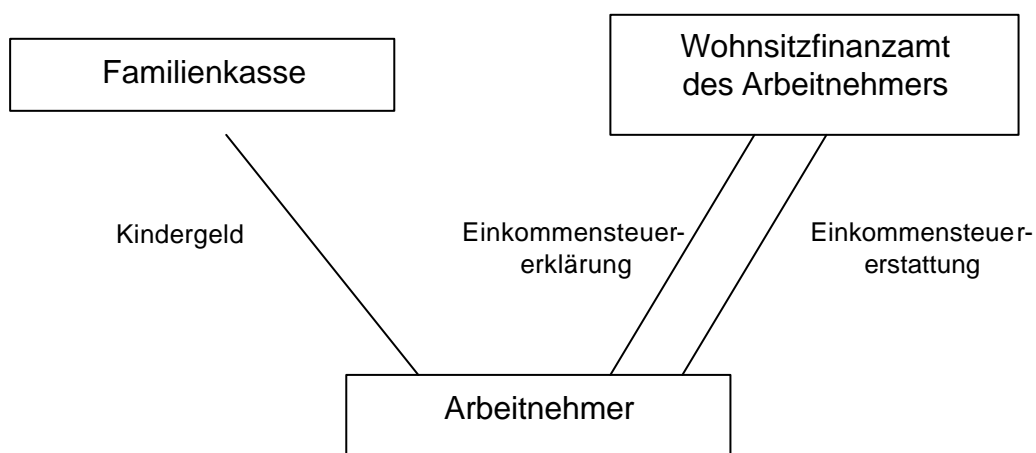 Familienkasse
Wohnsitzfinanzamt
des Arbeitnehmers
Kindergeld
Einkommensteuer-
erklärung
Einkommensteuer-
erstattung
Arbeitnehmer